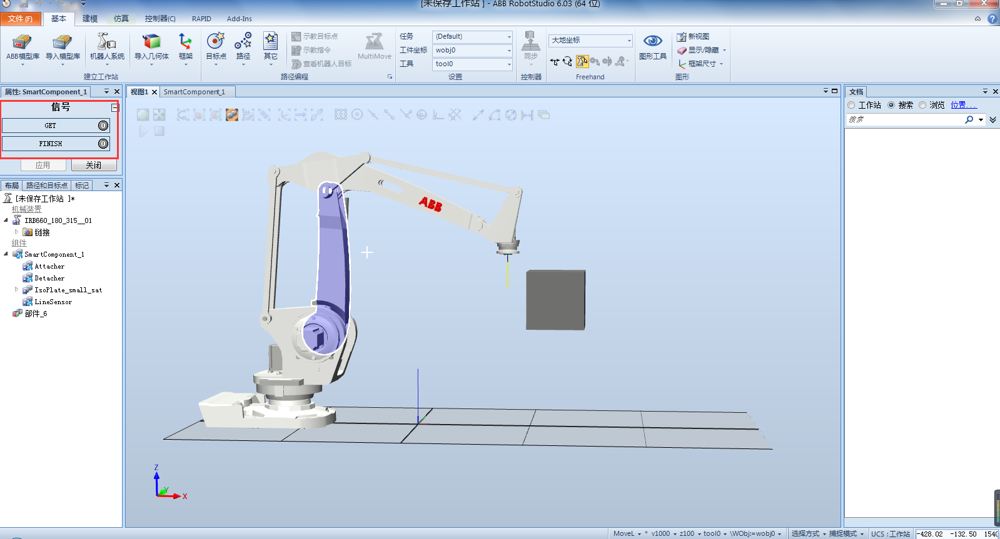 [未保存工作站 ] - ABB RobotStudio 6.03 (64 位)
文件(F) 基本 建模 仿真 控制器(C) RAPID Add-Ins
ABB模型库 导入模型库 机器人系统 导入几何体 框架
建立工作站
目标点 路径 其它
示教目标点
示教指令
查看机器人目标
MultiMove
路径编程
任务 (Default)
工件坐标 wobj0
工具 tool0
设置
同步
控制器
大地坐标
Freehand
图形工具
新视图
显示/隐藏
框架尺寸
图形
属性: SmartComponent_1
信号
GET 0
FINISH 0
应用 关闭
布局 路径和目标点 标记
[未保存工作站 ]*
机械装置
IRB660_180_315__01
链接
组件
SmartComponent_1
Attacher
Detacher
IsoPlate_small_sat
LineSensor
部件_6
视图1 SmartComponent_1
ABB
Z
Y
X
文档
工作站 搜索 浏览 位置...
搜索
MoveL * v1000 z100 tool0 \WObj:=wobj0 选择方式 捕捉模式 UCS :工作站 -428.02 -132.50 1540